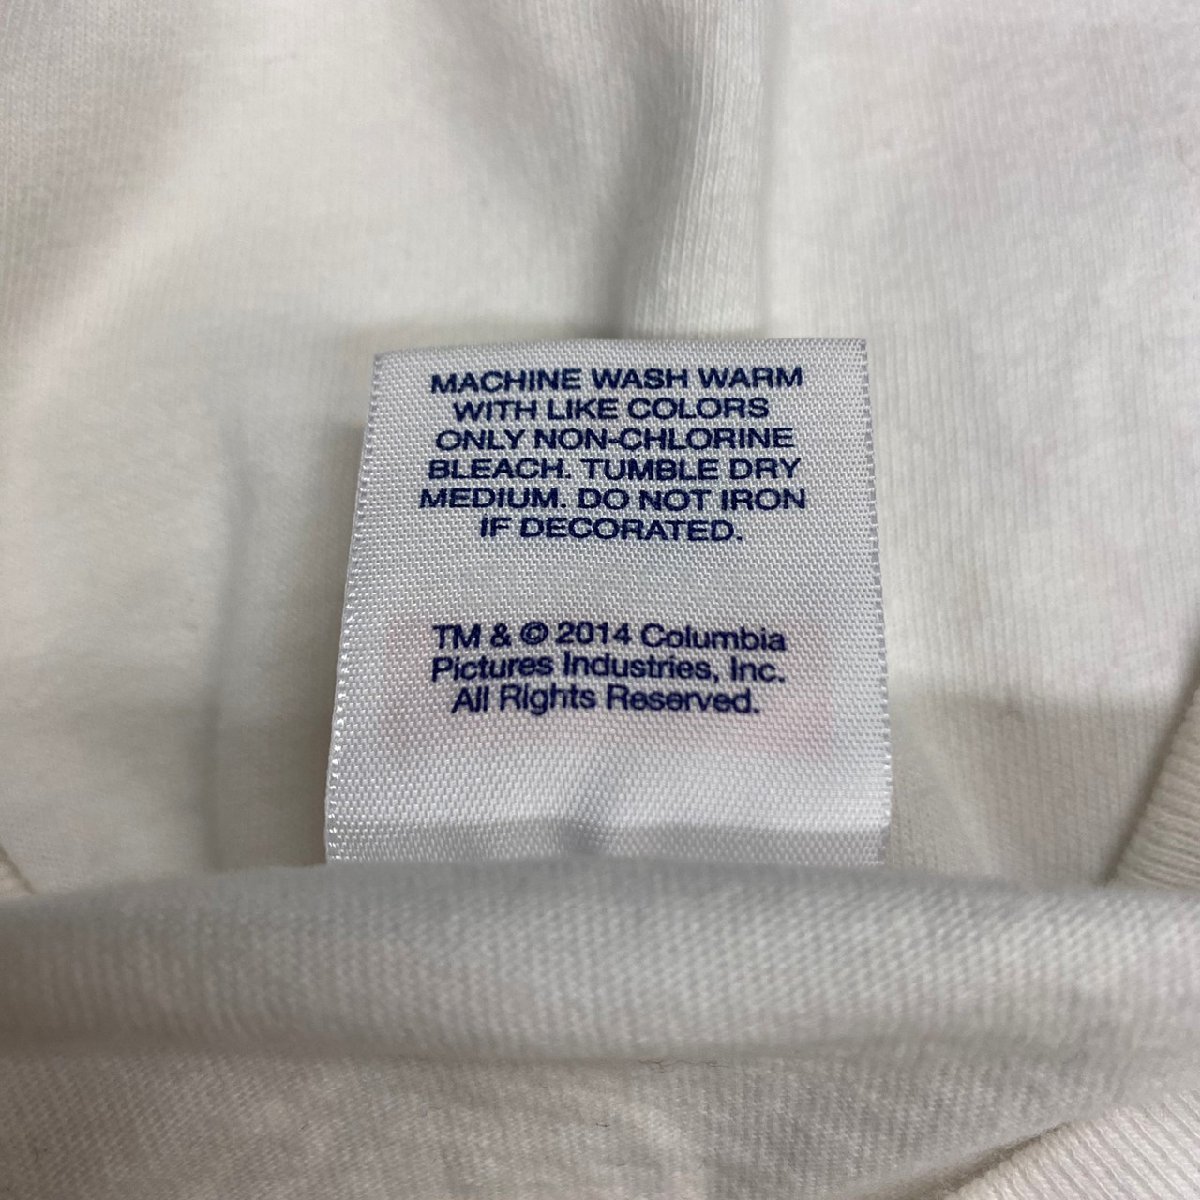 MACHINE WASH WARM
WITH LIKE COLORS
ONLY NON-CHLORINE
BLEACH. TUMBLE DRY
MEDIUM. DO NOT IRON
IF DECORATED.
TM & © 2014 Columbia
Pictures Industries, Inc.
All Rights Reserved.